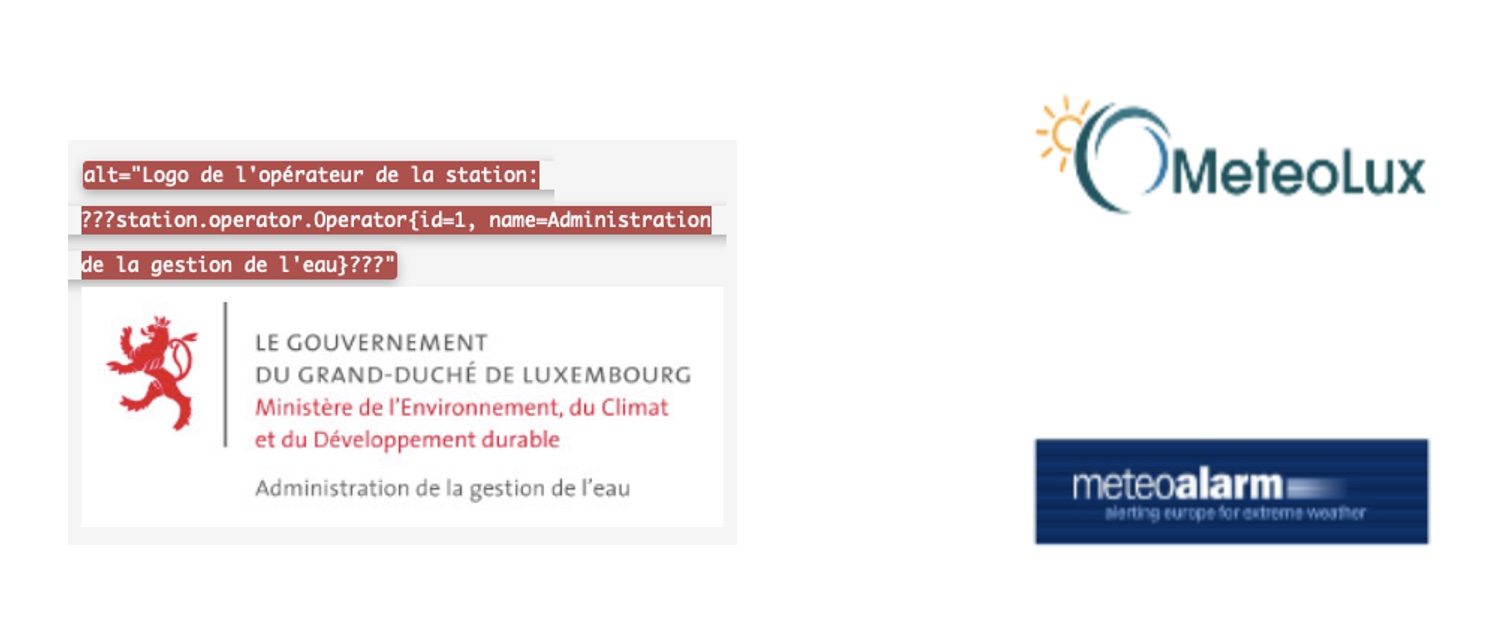 alt="Logo de l'opérateur de la station:
???station.operator.Operator{id=1, name=Administration
de la gestion de l'eau}???"
LE GOUVERNEMENT
DU GRAND-DUCHÉ DE LUXEMBOURG
Ministère de l'Environnement, du Climat
et du Développement durable
Administration de la gestion de l'eau
MeteoLux
meteoalarm
alerting europe for extreme weather